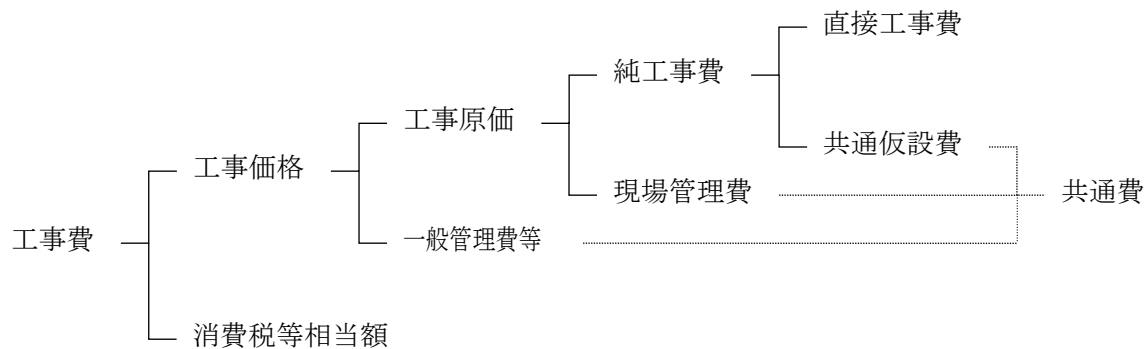 直接工事費
純工事費
工事原価
共通仮設費
工事価格
現場管理費
共通費
工事費
一般管理費等
消費税等相当額